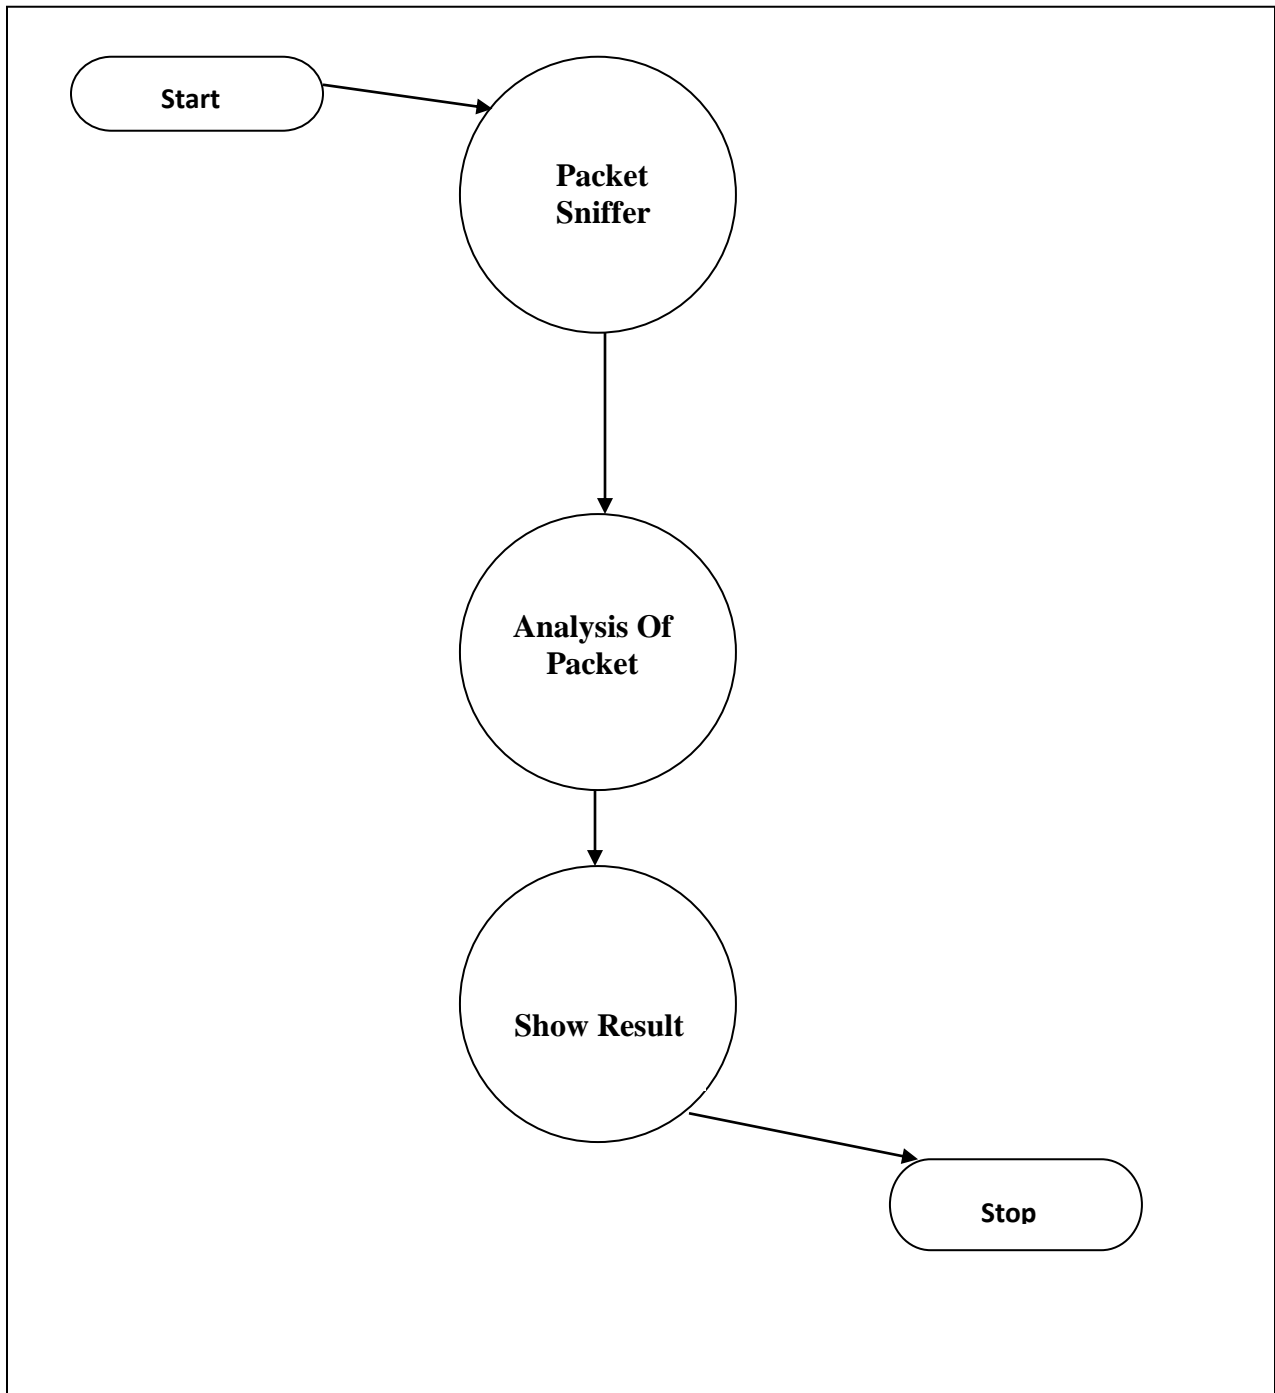 Start
Packet
Sniffer
Analysis Of
Packet
Show Result
Stop